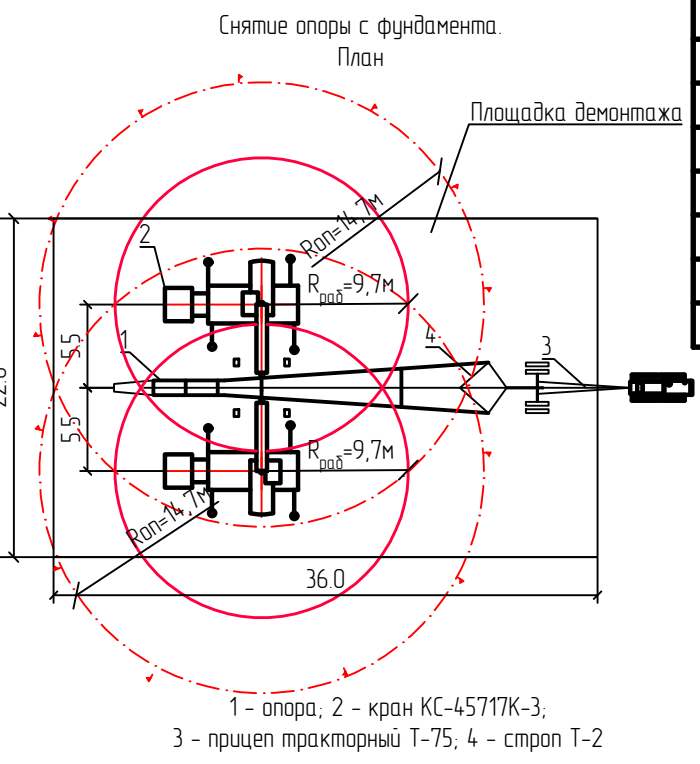 Снятие опоры с фундамента.
План
Площадка демонтажа
Rоп=14,7м
2
R раб=9,7м
5.5
1
4
3
5.5
R раб=9,7м
Rоп=14,7м
36.0
1 - опора; 2 - кран КС-45717К-3;
3 - прицеп тракторный Т-75; 4 - строп Т-2